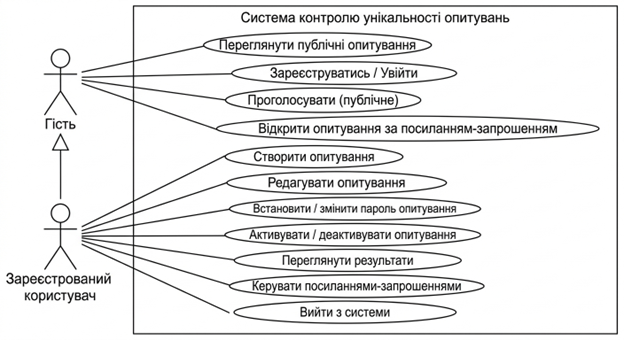 Система контролю унікальності опитувань
Переглянути публічні опитування
Зареєструватись / Увійти
Проголосувати (публічне)
Відкрити опитування за посиланням-запрошенням
Гість
Створити опитування
Редагувати опитування
Встановити / змінити пароль опитування
Активувати / деактивувати опитування
Переглянути результати
Керувати посиланнями-запрошеннями
Вийти з системи
Зареєстрований
користувач